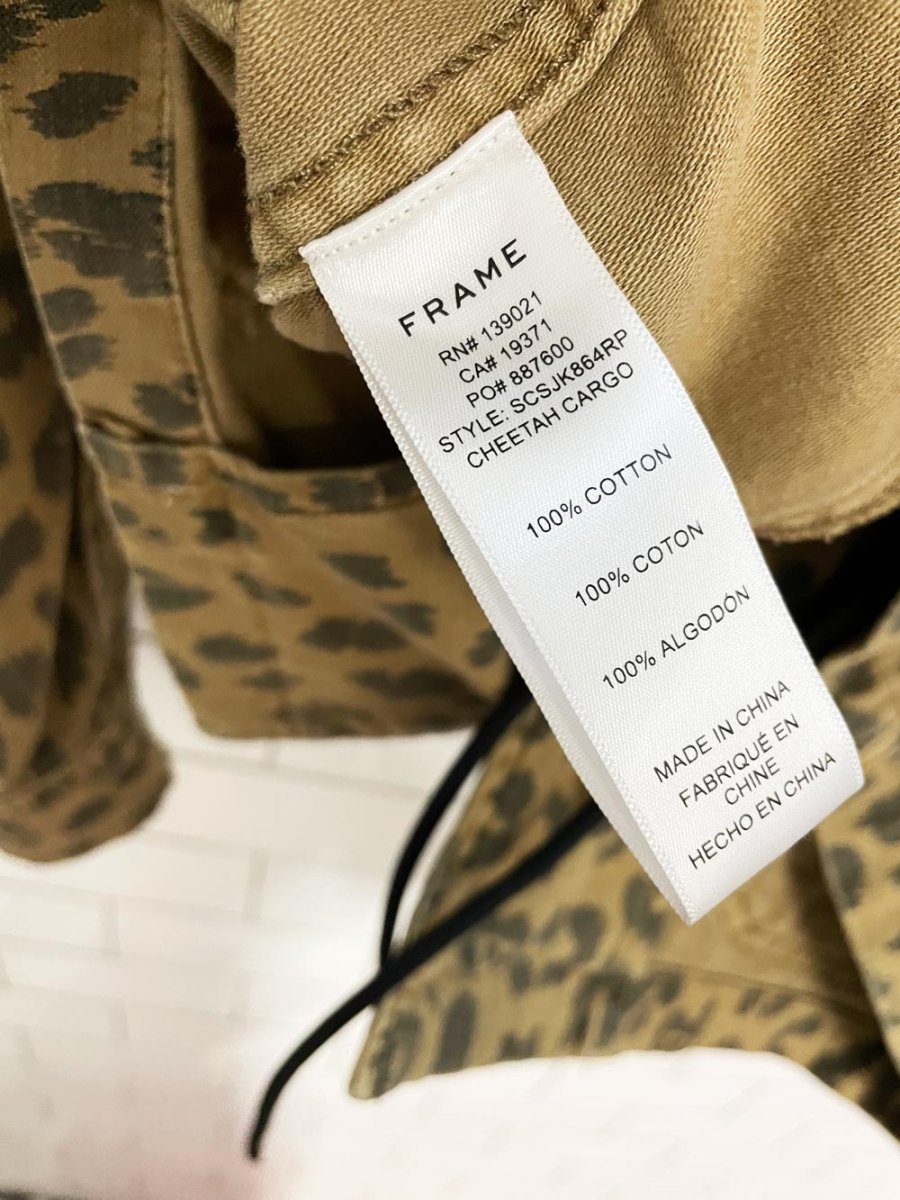 FRAME
RN# 139021
CA# 19371
PO# 887600
STYLE: SCSJK864RP
CHEETAH CARGO
100% COTTON
100% COTON
100% ALGODÓN
MADE IN CHINA
FABRIQUÉ EN
CHINE
HECHO EN CHINA